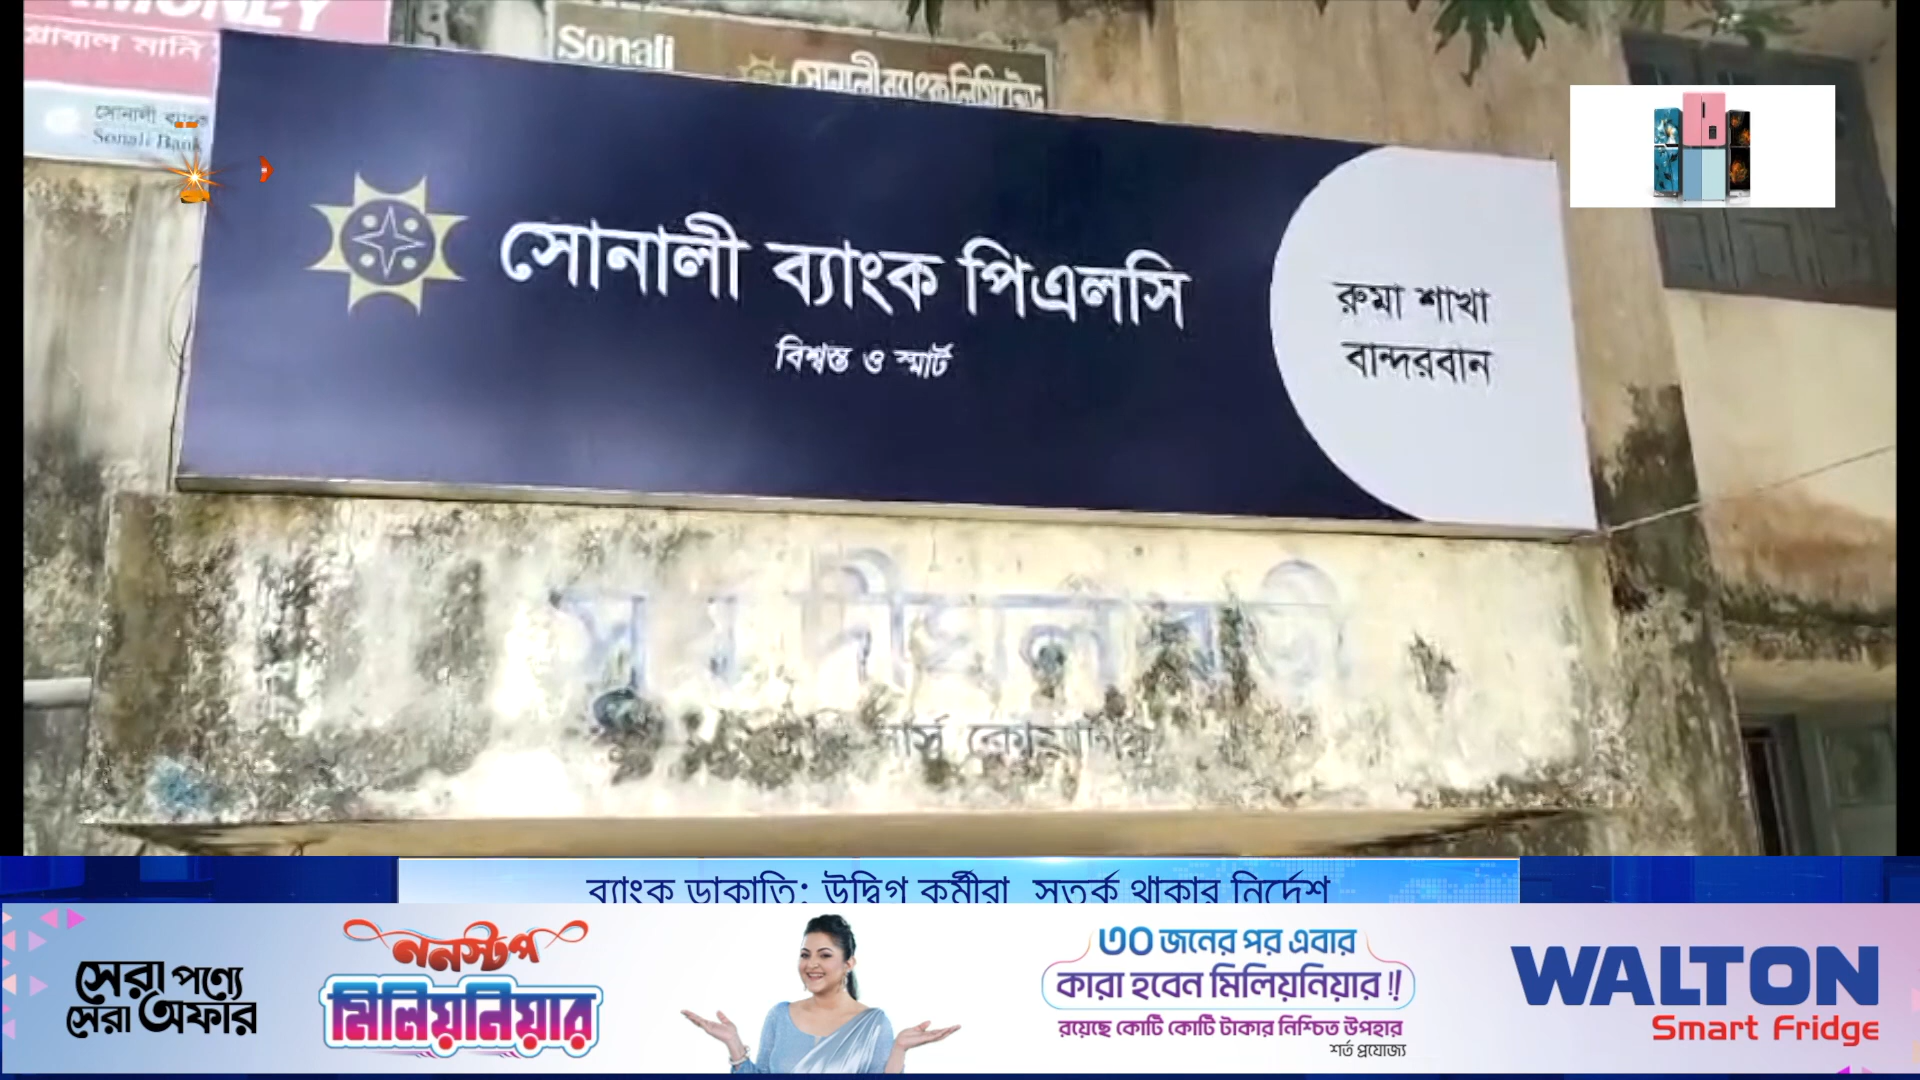 গ্লোবাল মানি
সোনালী ব্যাংক
Sonali Bank
Sonali
সোনালী ব্যাংক লিমিটেড
সোনালী ব্যাংক পিএলসি
বিশ্বস্ত ও স্মার্ট
রুমা শাখা
বান্দরবান
ব্যাংক ডাকাতি: উদ্বিগ্ন কর্মীরা, সতর্ক থাকার নির্দেশ
সেরা পণ্যে
সেরা অফার
ননস্টপ
মিলিয়নিয়ার
৩০ জনের পর এবার
কারা হবেন মিলিয়নিয়ার !!
রয়েছে কোটি কোটি টাকার নিশ্চিত উপহার
শর্ত প্রযোজ্য
WALTON
Smart Fridge